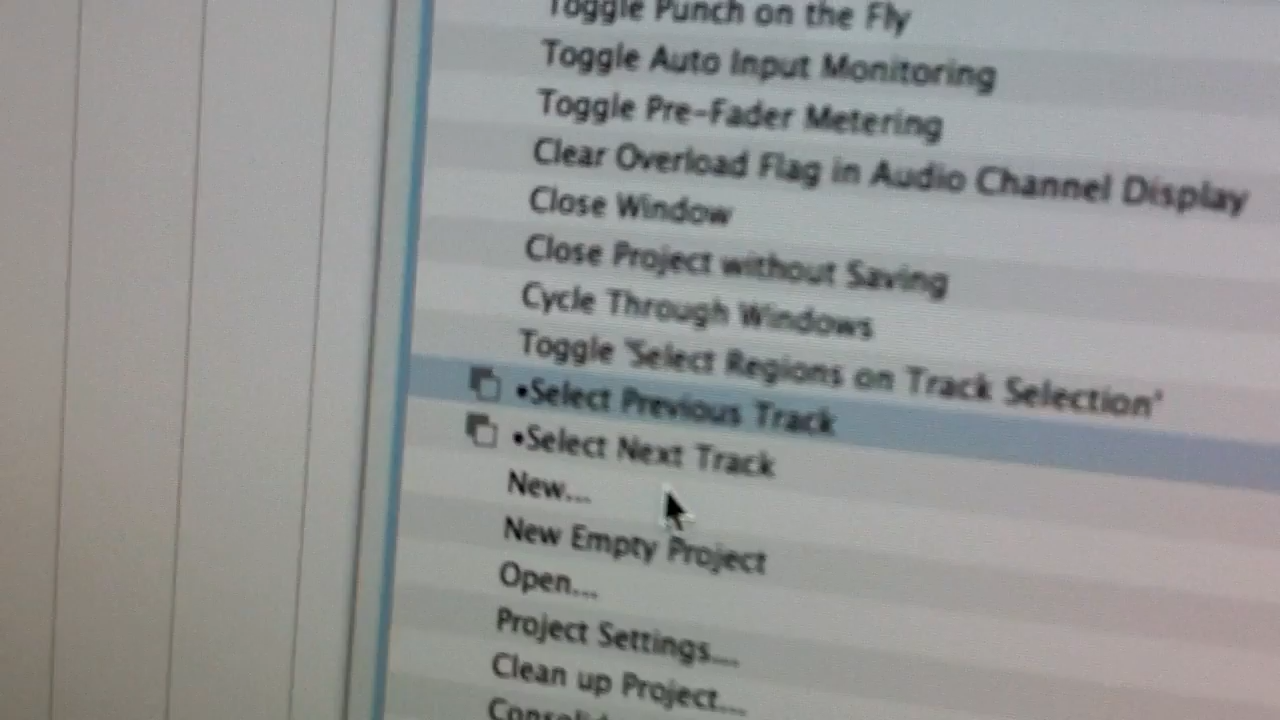 Toggle Punch on the Fly
Toggle Auto Input Monitoring
Toggle Pre-Fader Metering
Clear Overload Flag in Audio Channel Display
Close Window
Close Project without Saving
Cycle Through Windows
Toggle 'Select Regions on Track Selection'
•Select Previous Track
•Select Next Track
New...
New Empty Project
Open...
Project Settings...
Clean up Project...